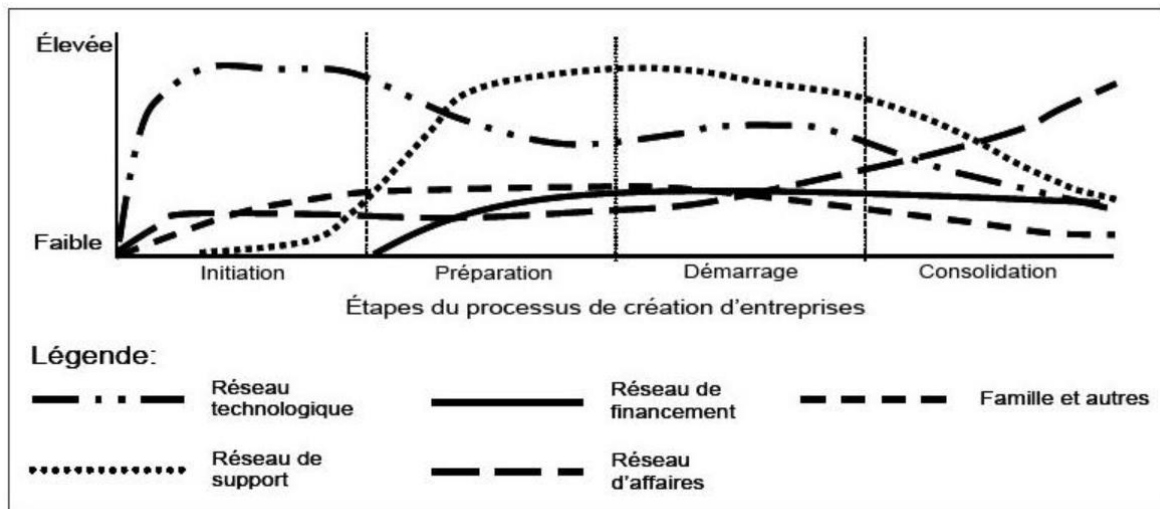 Élevée
Faible
Initiation
Préparation
Démarrage
Consolidation
Étapes du processus de création d'entreprises
Légende:
Réseau
technologique
Réseau de
financement
Famille et autres
Réseau de
support
Réseau
d'affaires